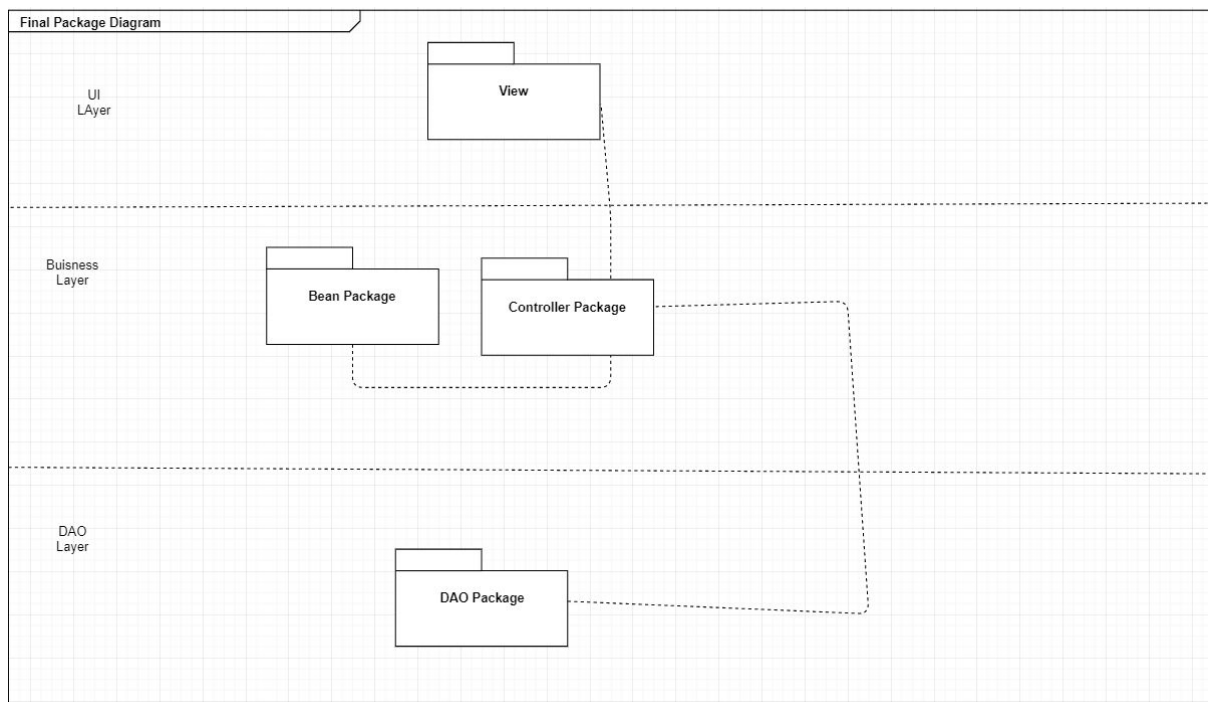 Final Package Diagram
View
UI
LAyer
Buisness
Layer
Bean Package
Controller Package
DAO
Layer
DAO Package